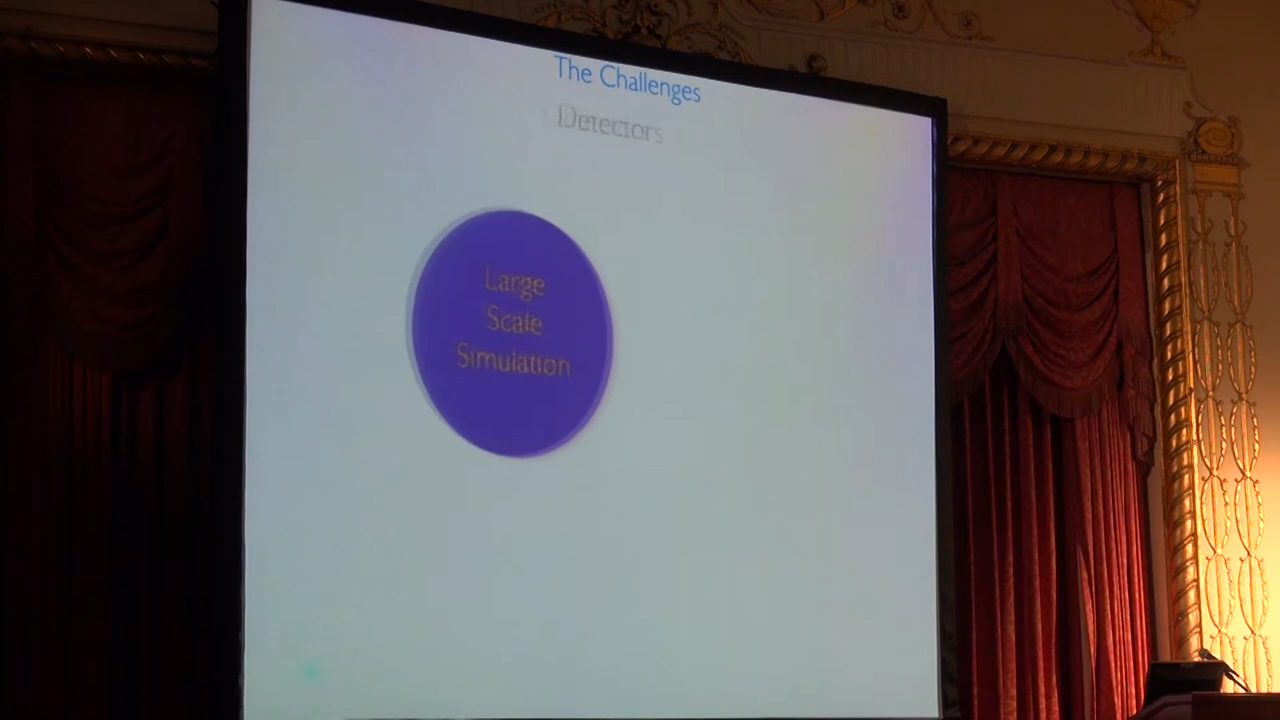 The Challenges
Detectors
Large
Scale
Simulation